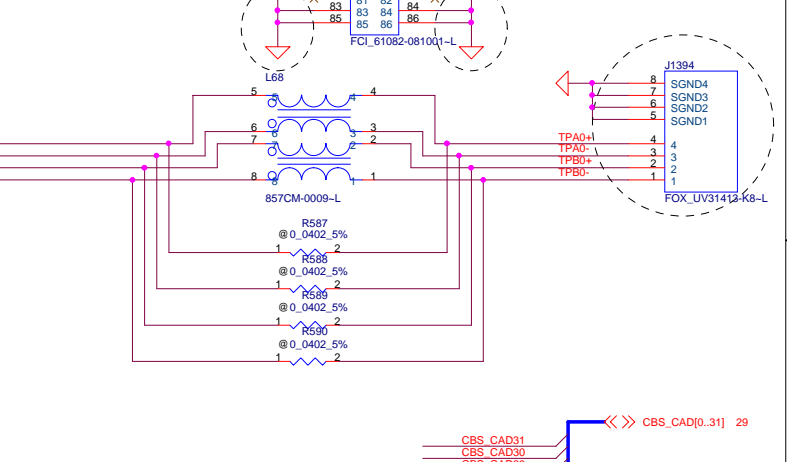 81 82
83 83 84 84
85 85 86 86
FCI_61082-081001~L
L68
5 5 4 4
6 6 3 3
7 7 2 2
8 8 1 1
857CM-0009~L
J1394
8 SGND4
7 SGND3
6 SGND2
5 SGND1
TPA0+ 4 4
TPA0- 3 3
TPB0+ 2 2
TPB0- 1 1
FOX_UV31413-K8~L
R587
@0_0402_5%
1 2
R588
@0_0402_5%
1 2
R589
@0_0402_5%
1 2
R590
@0_0402_5%
1 2
CBS_CAD[0..31] 29
CBS_CAD31
CBS_CAD30